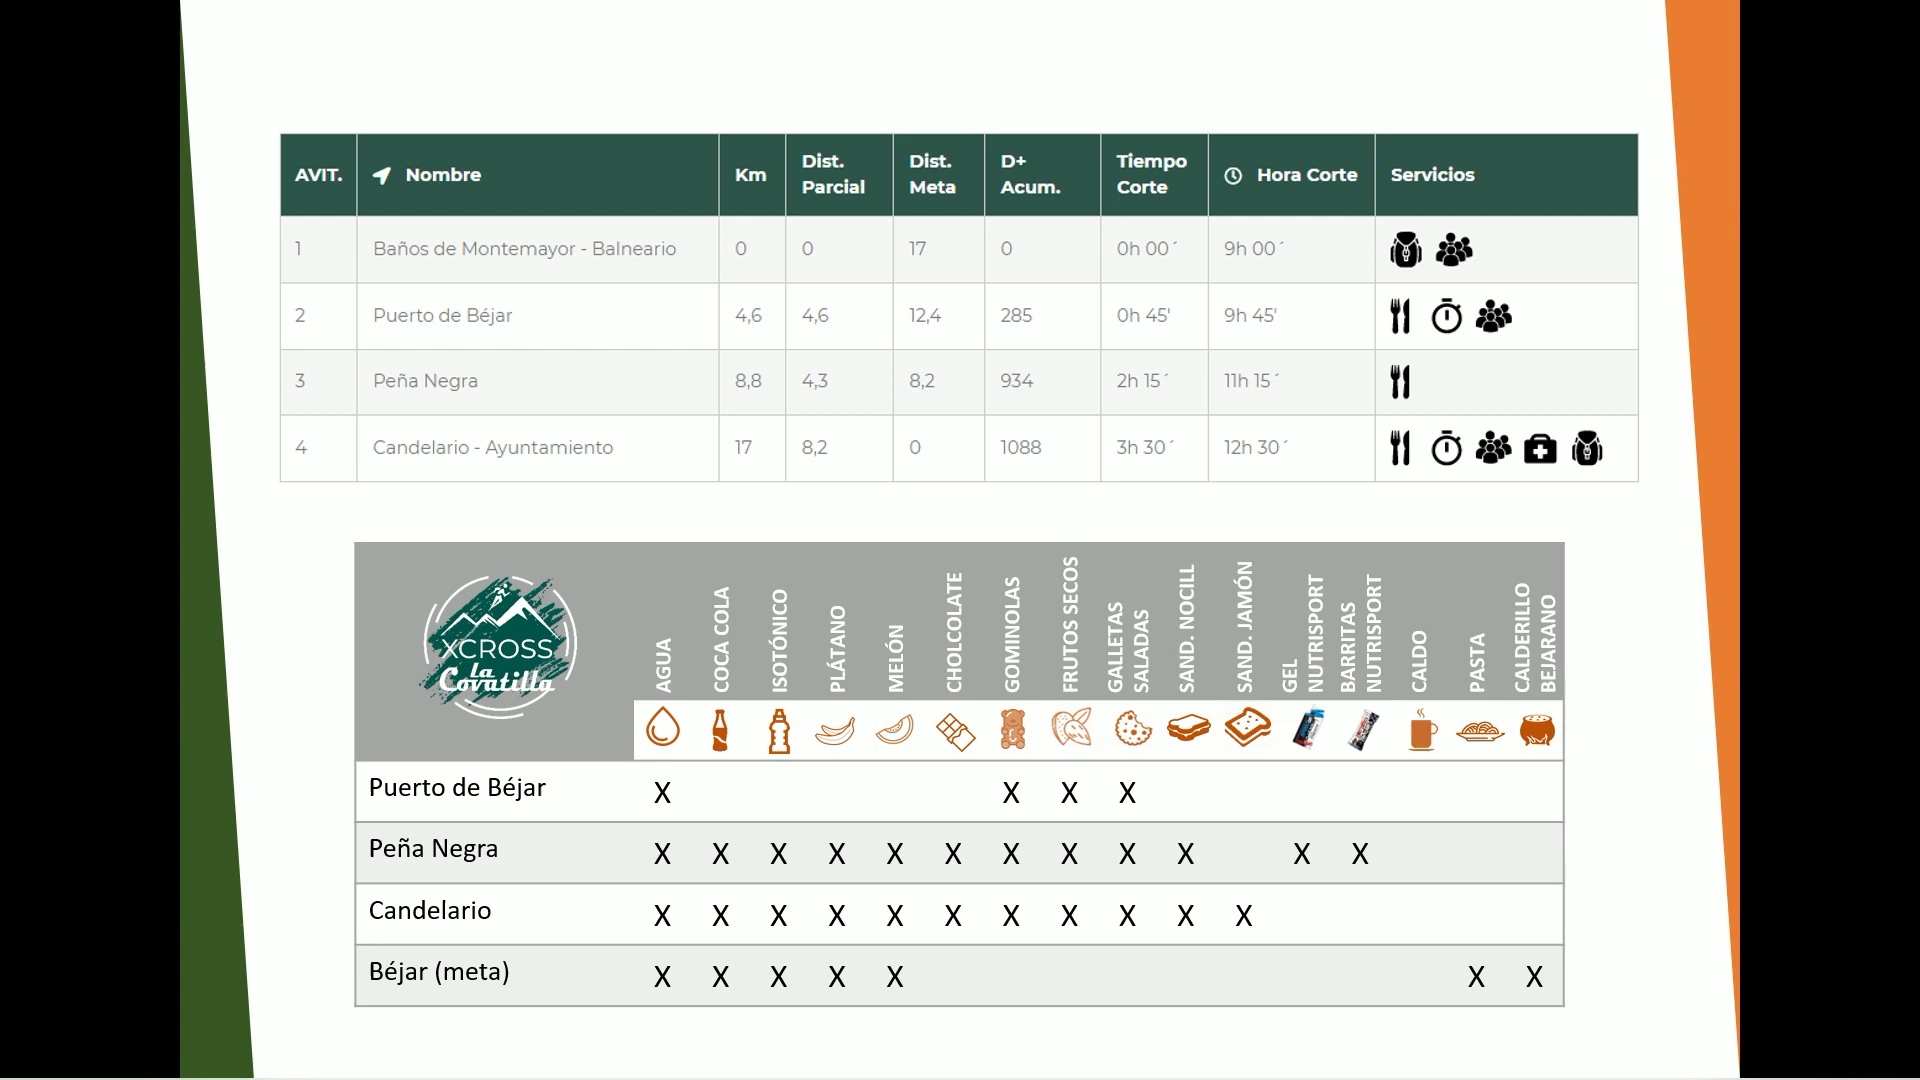 AVIT. Nombre Km Dist. Parcial Dist. Meta D+ Acum. Tiempo Corte Hora Corte Servicios
1 Baños de Montemayor - Balneario 0 0 17 0 0h 00´ 9h 00´
2 Puerto de Béjar 4,6 4,6 12,4 285 0h 45' 9h 45'
3 Peña Negra 8,8 4,3 8,2 934 2h 15´ 11h 15´
4 Candelario - Ayuntamiento 17 8,2 0 1088 3h 30´ 12h 30´
XCROSS
la
Covatilla
AGUA
COCA COLA
ISOTÓNICO
PLÁTANO
MELÓN
CHOLCOLATE
GOMINOLAS
FRUTOS SECOS
GALLETAS
SALADAS
SAND. NOCILL
SAND. JAMÓN
GEL
NUTRISPORT
BARRITAS
NUTRISPORT
CALDO
PASTA
CALDERILLO
BEJARANO
Puerto de Béjar X X X X
Peña Negra X X X X X X X X X X X X
Candelario X X X X X X X X X X X
Béjar (meta) X X X X X X X